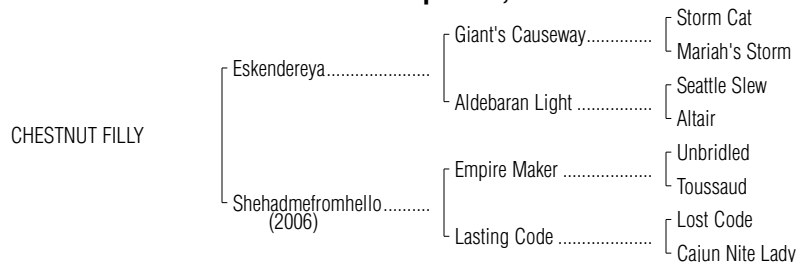 Giant's Causeway.............. Storm Cat
Mariah's Storm
Eskendereya......................
Aldebaran Light ................ Seattle Slew
Altair
CHESTNUT FILLY
Empire Maker .................. Unbridled
Toussaud
Shehadmefromhello..........
(2006)
Lasting Code ................... Lost Code
Cajun Nite Lady